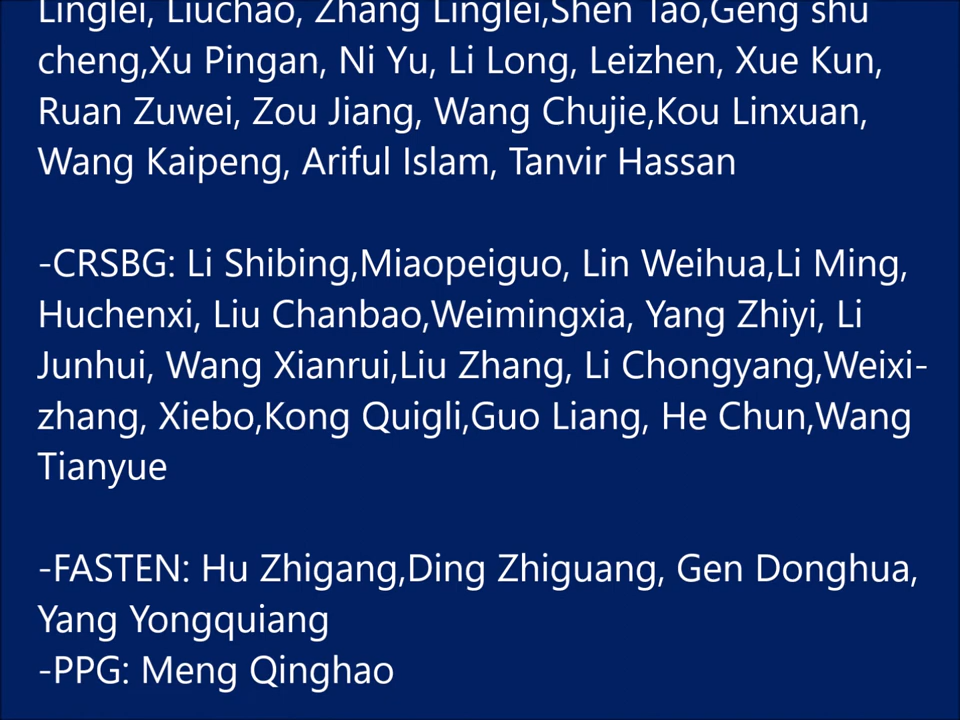 Linglei, Liuchao, Zhang Linglei,Shen Tao,Geng shu
cheng,Xu Pingan, Ni Yu, Li Long, Leizhen, Xue Kun,
Ruan Zuwei, Zou Jiang, Wang Chujie,Kou Linxuan,
Wang Kaipeng, Ariful Islam, Tanvir Hassan
-CRSBG: Li Shibing,Miaopeiguo, Lin Weihua,Li Ming,
Huchenxi, Liu Chanbao,Weimingxia, Yang Zhiyi, Li
Junhui, Wang Xianrui,Liu Zhang, Li Chongyang,Weixi-
zhang, Xiebo,Kong Quigli,Guo Liang, He Chun,Wang
Tianyue
-FASTEN: Hu Zhigang,Ding Zhiguang, Gen Donghua,
Yang Yongquiang
-PPG: Meng Qinghao